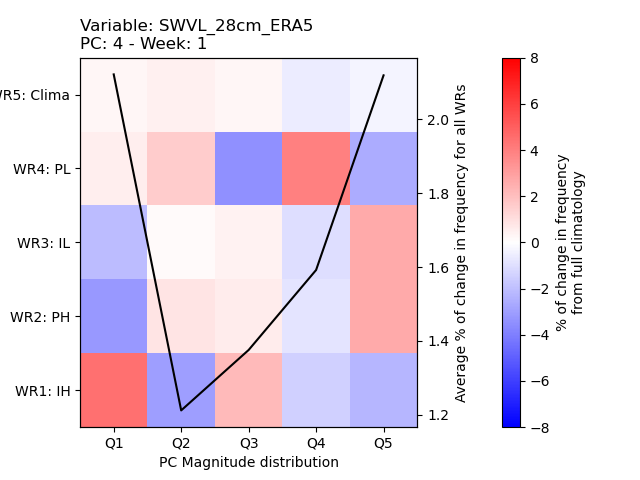 Variable: SWVL_28cm_ERA5
PC: 4 - Week: 1
WR5: Clima
WR4: PL
WR3: IL
WR2: PH
WR1: IH
Q1 Q2 Q3 Q4 Q5
PC Magnitude distribution
2.0
1.8
1.6
1.4
1.2
Average % of change in frequency for all WRs
8
6
4
2
0
−2
−4
−6
−8
% of change in frequency
from full climatology